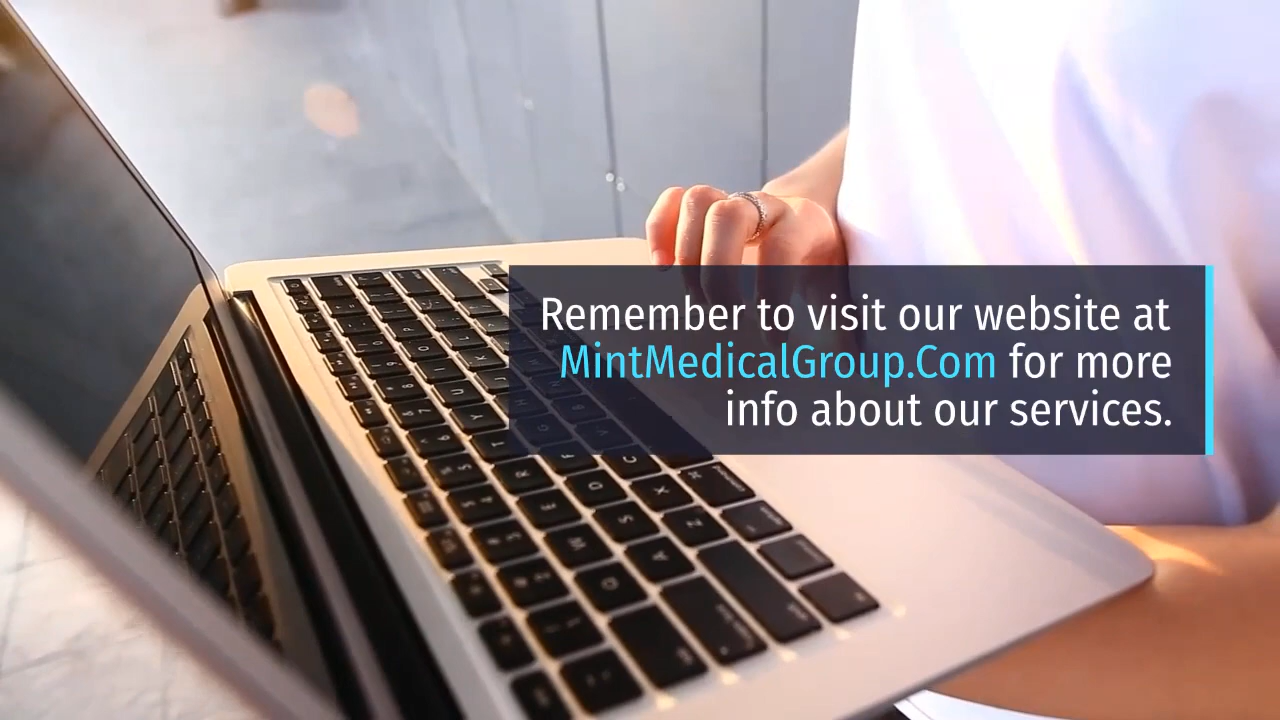 Remember to visit our website at
MintMedicalGroup.Com for more
info about our services.